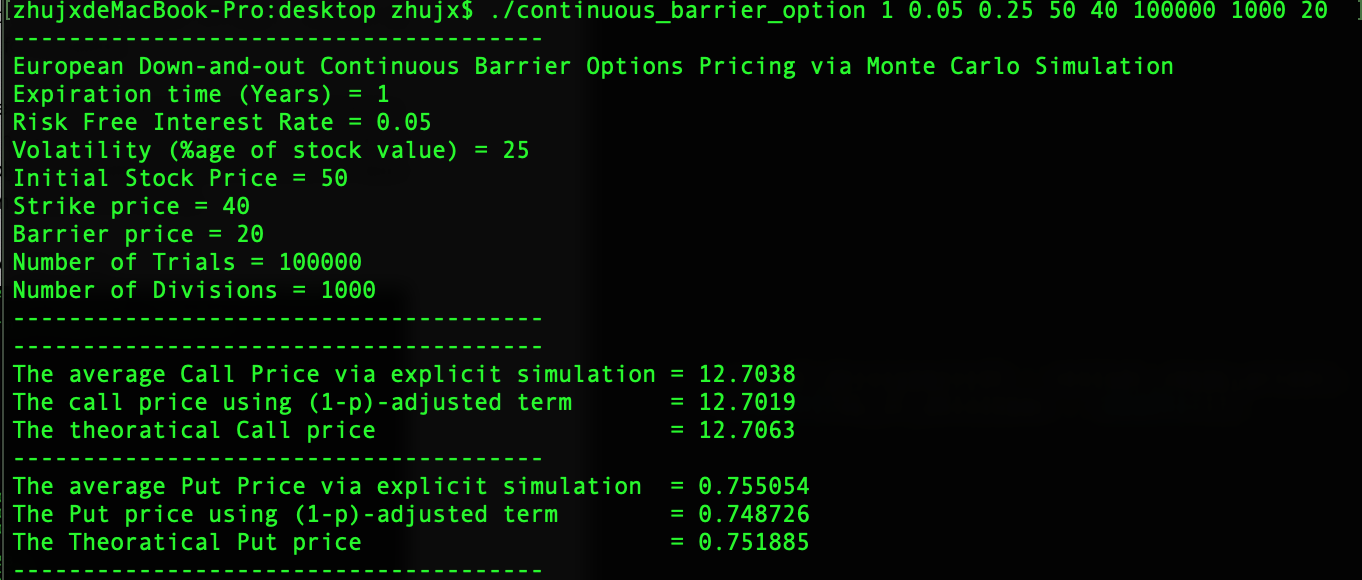 [zhujxdeMacBook-Pro:desktop zhujx$ ./continuous_barrier_option 1 0.05 0.25 50 40 100000 1000 20 ]
--------------------------------------
European Down-and-out Continuous Barrier Options Pricing via Monte Carlo Simulation
Expiration time (Years) = 1
Risk Free Interest Rate = 0.05
Volatility (%age of stock value) = 25
Initial Stock Price = 50
Strike price = 40
Barrier price = 20
Number of Trials = 100000
Number of Divisions = 1000
--------------------------------------
--------------------------------------
The average Call Price via explicit simulation = 12.7038
The call price using (1-p)-adjusted term       = 12.7019
The theoratical Call price                     = 12.7063
--------------------------------------
The average Put Price via explicit simulation  = 0.755054
The Put price using (1-p)-adjusted term        = 0.748726
The Theoratical Put price                      = 0.751885
--------------------------------------